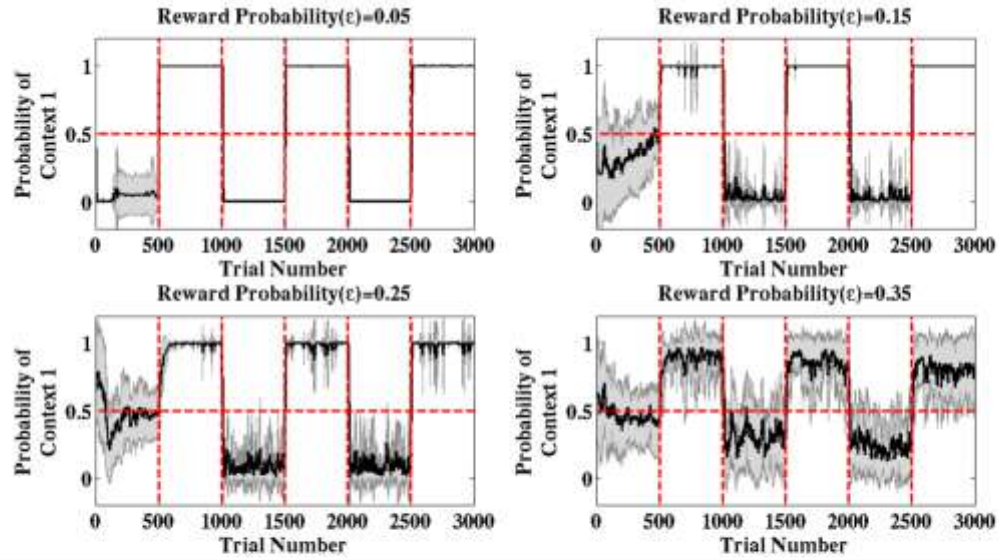 Reward Probability(ε)=0.05
Probability of
Context 1
1
0.5
0
0 500 1000 1500 2000 2500 3000
Trial Number
Reward Probability(ε)=0.15
Probability of
Context 1
1
0.5
0
0 500 1000 1500 2000 2500 3000
Trial Number
Reward Probability(ε)=0.25
Probability of
Context 1
1
0.5
0
0 500 1000 1500 2000 2500 3000
Trial Number
Reward Probability(ε)=0.35
Probability of
Context 1
1
0.5
0
0 500 1000 1500 2000 2500 3000
Trial Number